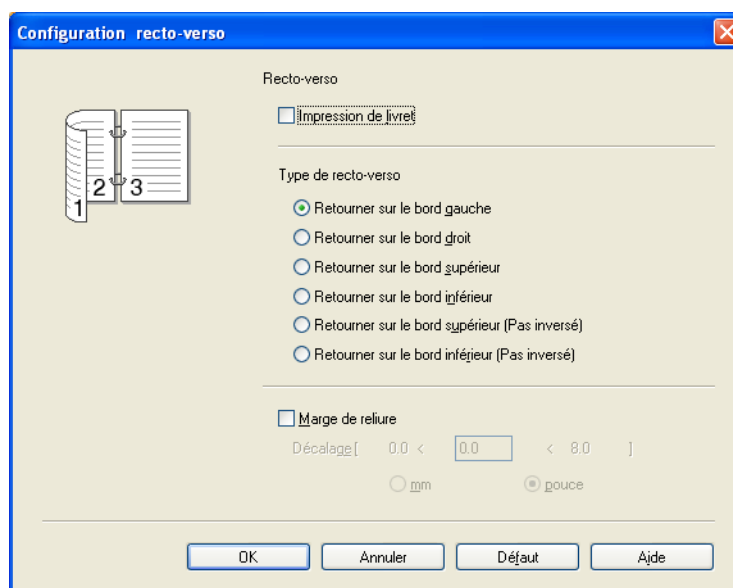 Configuration recto-verso
Recto-verso
Impression de livret
1 2 3
Type de recto-verso
Retourner sur le bord gauche
Retourner sur le bord droit
Retourner sur le bord supérieur
Retourner sur le bord inférieur
Retourner sur le bord supérieur (Pas inversé)
Retourner sur le bord inférieur (Pas inversé)
Marge de reliure
Décalage [ 0.0 < 0.0 < 8.0 ]
mm pouce
OK Annuler Défaut Aide